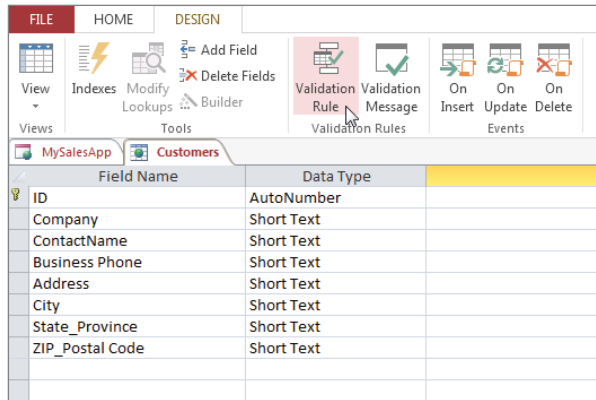 FILE HOME DESIGN
Add Field
Delete Fields
Builder
View
Indexes
Modify
Lookups
Validation
Rule
Validation
Message
On
Insert
On
Update
On
Delete
Views Tools Validation Rules Events
MySalesApp Customers
Field Name Data Type
ID AutoNumber
Company Short Text
ContactName Short Text
Business Phone Short Text
Address Short Text
City Short Text
State_Province Short Text
ZIP_Postal Code Short Text